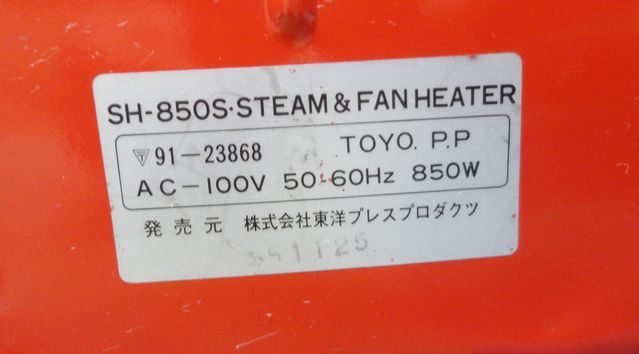 SH-850S·STEAM & FAN HEATER
〒91-23868 TOYO. P.P
AC-100V 50-60Hz 850W
発売元 株式会社東洋プレスプロダクツ